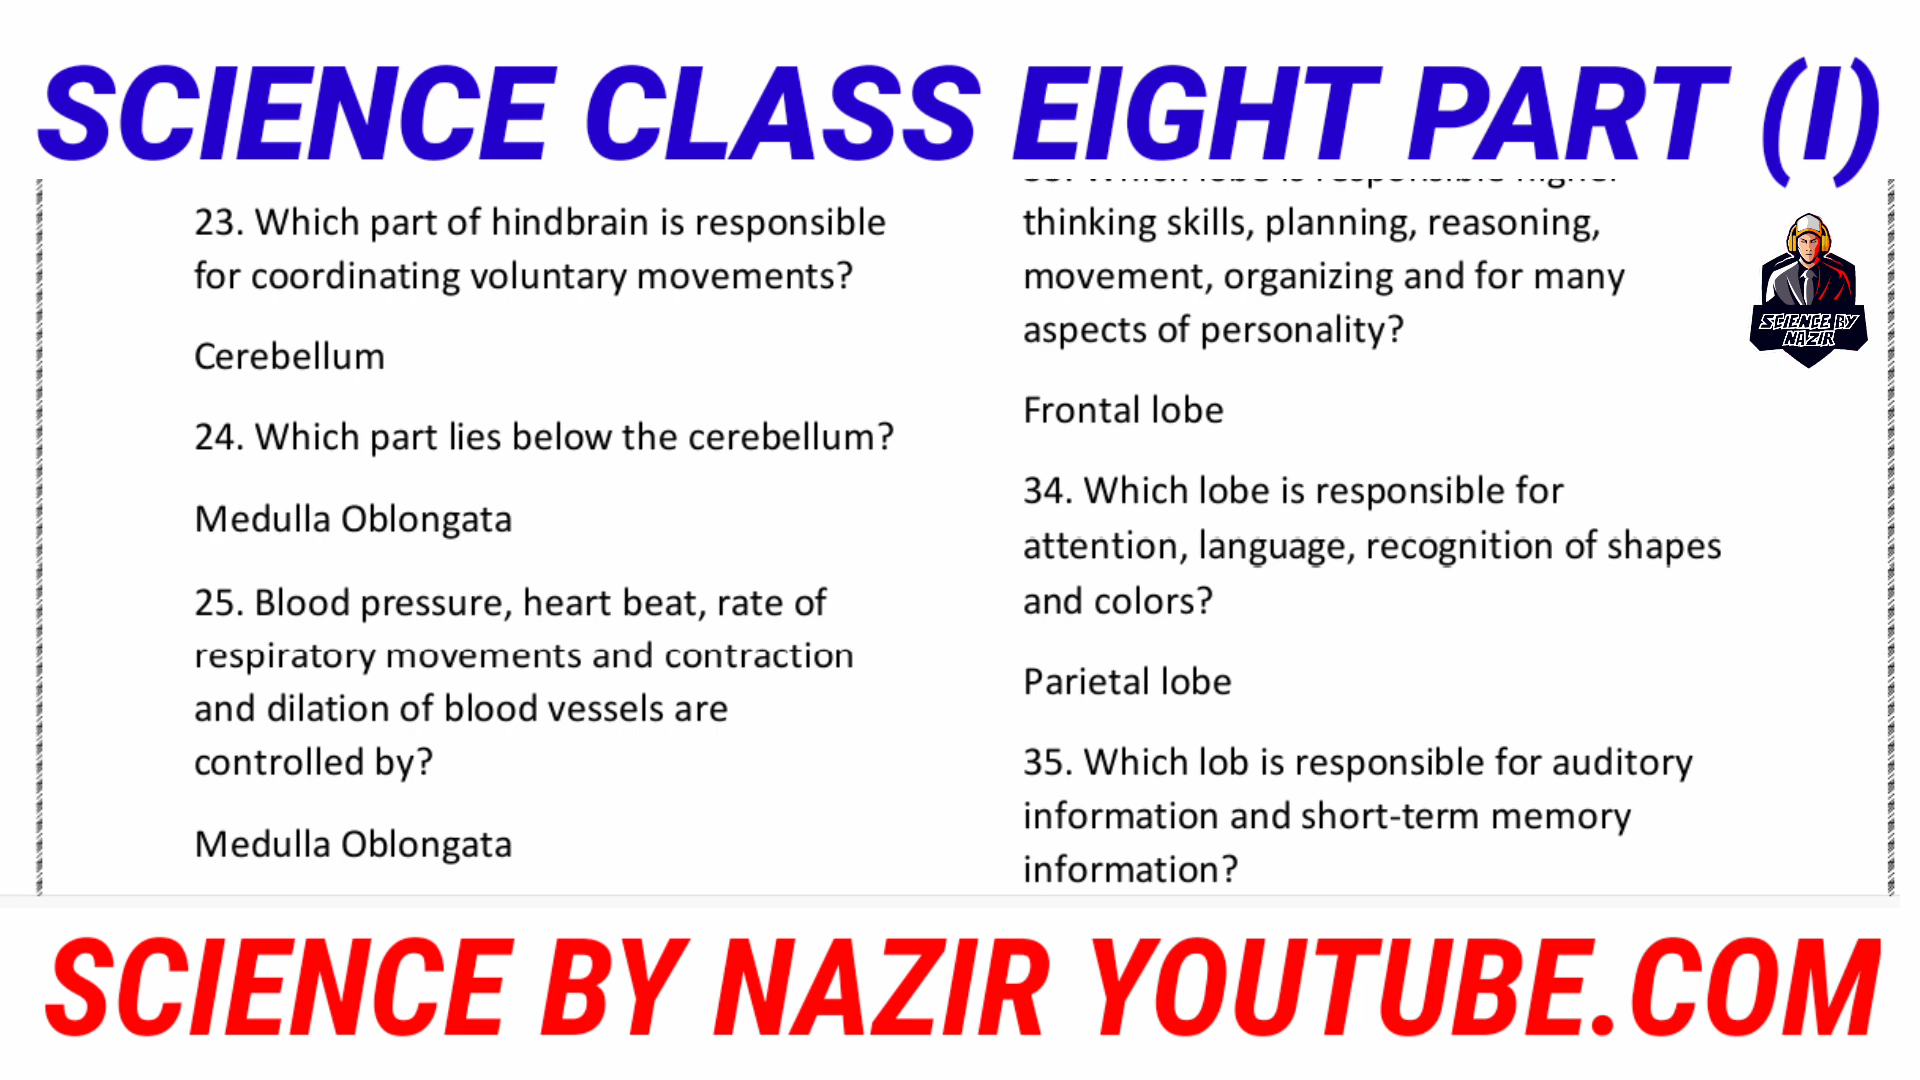 SCIENCE CLASS EIGHT PART (I)
23. Which part of hindbrain is responsible
for coordinating voluntary movements?
Cerebellum
24. Which part lies below the cerebellum?
Medulla Oblongata
25. Blood pressure, heart beat, rate of
respiratory movements and contraction
and dilation of blood vessels are
controlled by?
Medulla Oblongata
Which lobe is responsible higher
thinking skills, planning, reasoning,
movement, organizing and for many
aspects of personality?
Frontal lobe
34. Which lobe is responsible for
attention, language, recognition of shapes
and colors?
Parietal lobe
35. Which lob is responsible for auditory
information and short-term memory
information?
SCIENCE BY
NAZIR
SCIENCE BY NAZIR YOUTUBE.COM